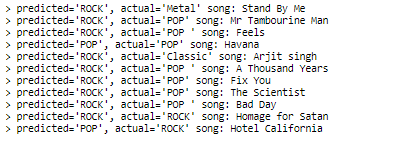 > predicted='ROCK', actual='Metal' song: Stand By Me
> predicted='ROCK', actual='POP' song: Mr Tambourine Man
> predicted='ROCK', actual='POP ' song: Feels
> predicted='POP', actual='POP' song: Havana
> predicted='ROCK', actual='Classic' song: Arjit singh
> predicted='ROCK', actual='POP ' song: A Thousand Years
> predicted='ROCK', actual='POP' song: Fix You
> predicted='ROCK', actual='POP' song: The Scientist
> predicted='ROCK', actual='POP ' song: Bad Day
> predicted='ROCK', actual='ROCK' song: Homage for Satan
> predicted='POP', actual='ROCK' song: Hotel California